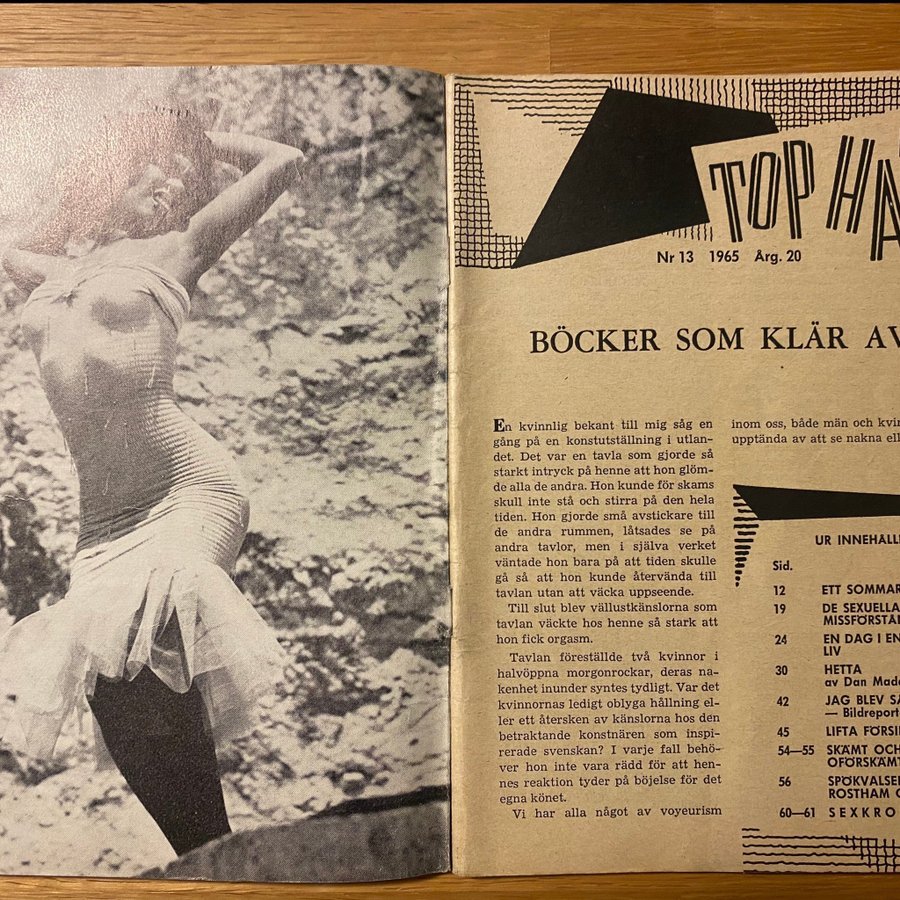 TOP HA
Nr 13 1965 Årg. 20
BÖCKER SOM KLÄR AV
En kvinnlig bekant till mig såg en
gång på en konstutställning i utlan-
det. Det var en tavla som gjorde så
starkt intryck på henne att hon glöm-
de alla de andra. Hon kunde för skams
skull inte stå och stirra på den hela
tiden. Hon gjorde små avstickare till
de andra rummen, låtsades se på
andra tavlor, men i själva verket
väntade hon bara på att tiden skulle
gå så att hon kunde återvända till
tavlan utan att väcka uppseende.
Till slut blev vällustkänslorna som
tavlan väckte hos henne så stark att
hon fick orgasm.
Tavlan föreställde två kvinnor i
halvöppna morgonrockar, deras na-
kenhet inunder syntes tydligt. Var det
kvinnornas ledigt oblyga hållning el-
ler ett återsken av känslorna hos den
betraktande konstnären som inspi-
rerade svenskan? I varje fall behö-
ver hon inte vara rädd för att hen-
nes reaktion tyder på böjelse för det
egna könet.
Vi har alla något av voyeurism
inom oss, både män och kvin
upptända av att se nakna ell
UR INNEHÅLL
Sid.
12 ETT SOMMAR
19 DE SEXUELLA
MISSFÖRSTÅN
24 EN DAG I EN
LIV
30 HETTA
av Dan Made
42 JAG BLEV SÅ
— Bildreport
45 LIFTA FÖRSI
54—55 SKÄMT OCH
OFÖRSKÄMT
56 SPÖKVALSE
ROSTHAM O
60—61 SEXKRO